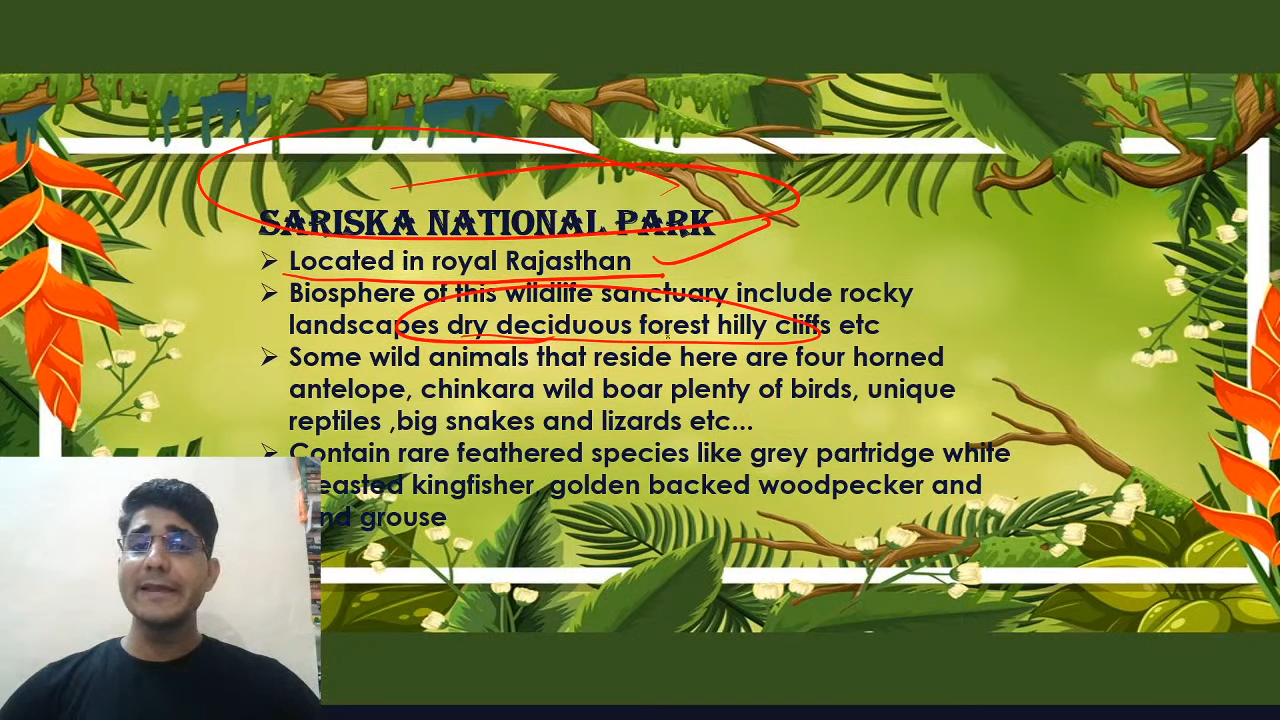 SARISKA NATIONAL PARK
➢ Located in royal Rajasthan
➢ Biosphere of this wildlife sanctuary include rocky
landscapes dry deciduous forest hilly cliffs etc
➢ Some wild animals that reside here are four horned
antelope, chinkara wild boar plenty of birds, unique
reptiles ,big snakes and lizards etc...
➢ Contain rare feathered species like grey partridge white
kingfisher, golden backed woodpecker and
grouse